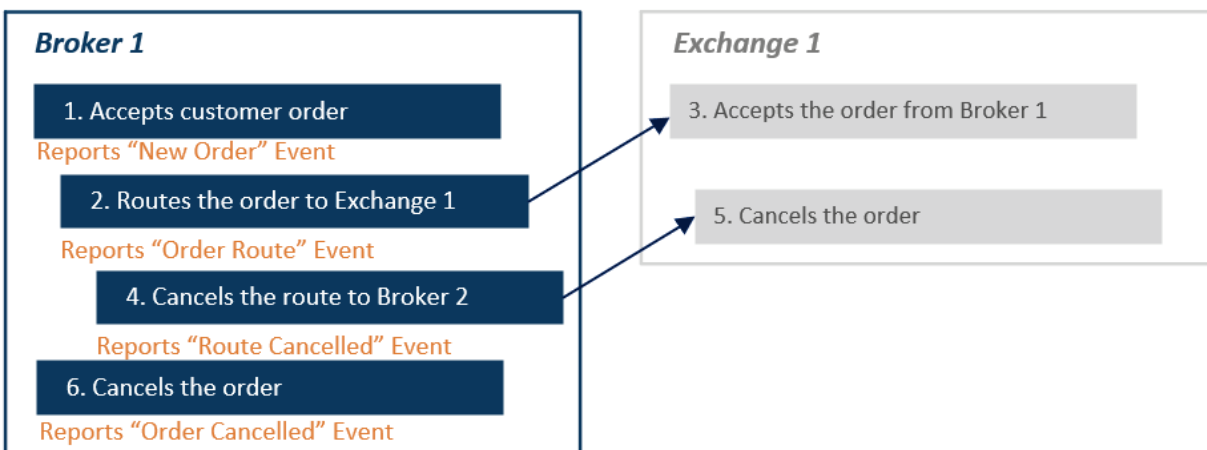 Broker 1
1. Accepts customer order
Reports “New Order” Event
2. Routes the order to Exchange 1
Reports “Order Route” Event
4. Cancels the route to Broker 2
Reports “Route Cancelled” Event
6. Cancels the order
Reports “Order Cancelled” Event
Exchange 1
3. Accepts the order from Broker 1
5. Cancels the order